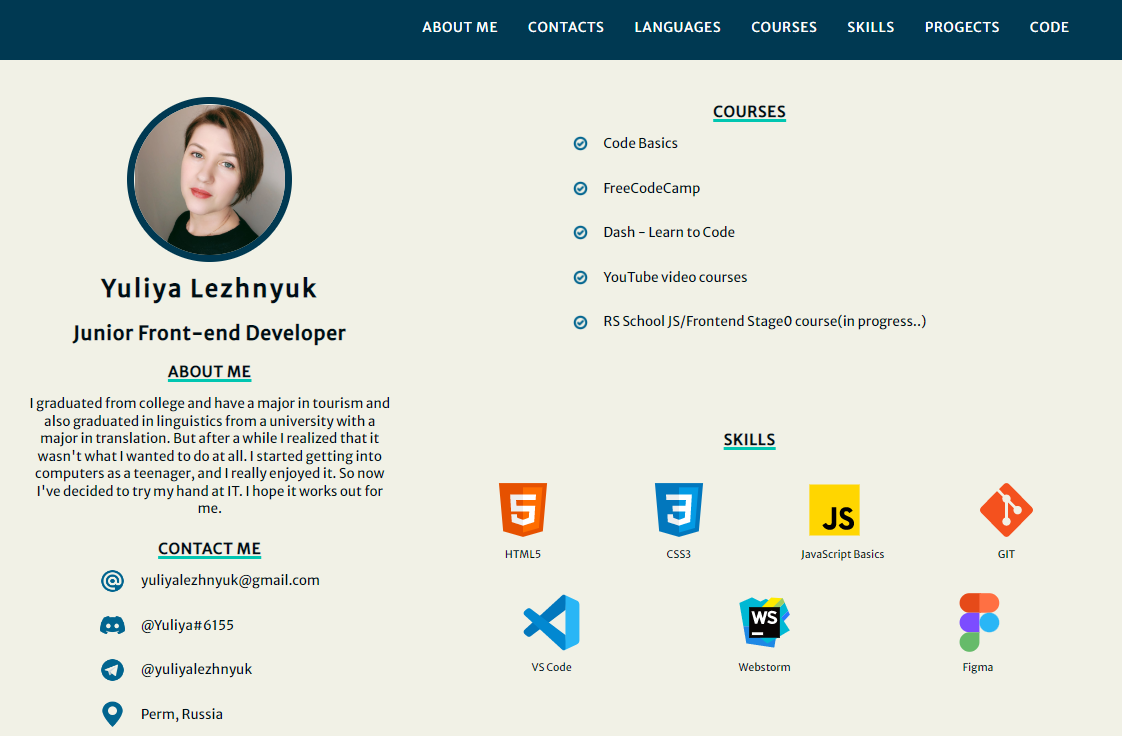 ABOUT ME CONTACTS LANGUAGES COURSES SKILLS PROGECTS CODE
Yuliya Lezhnyuk
Junior Front-end Developer
ABOUT ME
I graduated from college and have a major in tourism and
also graduated in linguistics from a university with a
major in translation. But after a while I realized that it
wasn't what I wanted to do at all. I started getting into
computers as a teenager, and I really enjoyed it. So now
I've decided to try my hand at IT. I hope it works out for
me.
CONTACT ME
yuliyalezhnyuk@gmail.com
@Yuliya#6155
@yuliyalezhnyuk
Perm, Russia
COURSES
Code Basics
FreeCodeCamp
Dash - Learn to Code
YouTube video courses
RS School JS/Frontend Stage0 course(in progress..)
SKILLS
5 3 JS
HTML5 CSS3 JavaScript Basics GIT
WS
VS Code Webstorm Figma